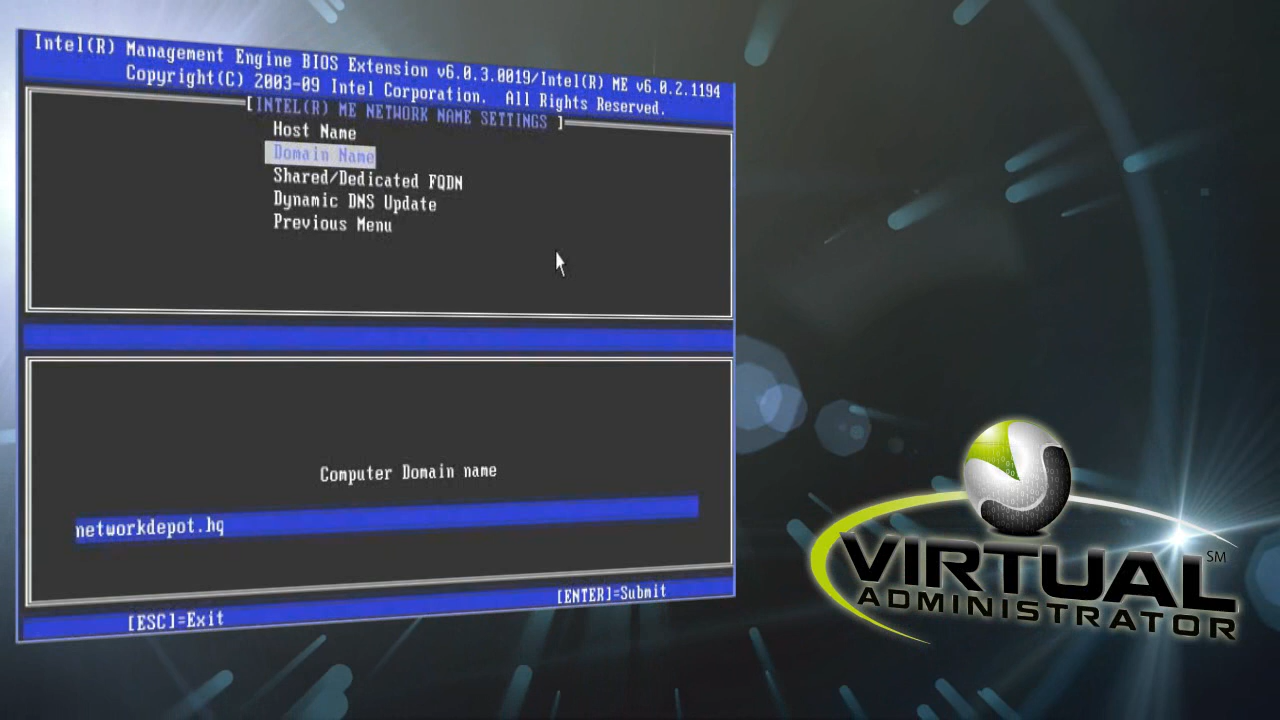 Intel(R) Management Engine BIOS Extension v6.0.3.0019/Intel(R) ME v6.0.2.1194
Copyright(C) 2003-09 Intel Corporation. All Rights Reserved.
[INTEL(R) ME NETWORK NAME SETTINGS ]
Host Name
Domain Name
Shared/Dedicated FQDN
Dynamic DNS Update
Previous Menu
Computer Domain name
networkdepot.hq
[ESC]=Exit
[ENTER]=Submit
VIRTUAL SM
ADMINISTRATOR